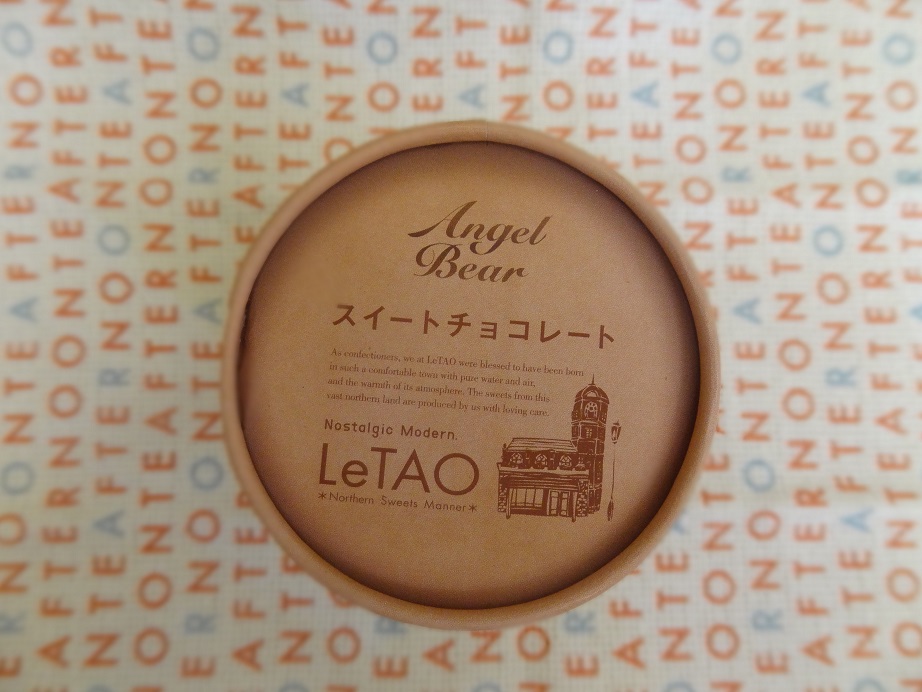 Angel
Bear
スイートチョコレート
As confectioners, we at LeTAO were blessed to have been born
in such a comfortable town with pure water and air,
and the warmth of its atmosphere. The sweets from this
vast northern land are produced by us with loving care.
Nostalgic Modern.
LeTAO
*Northern Sweets Manner*